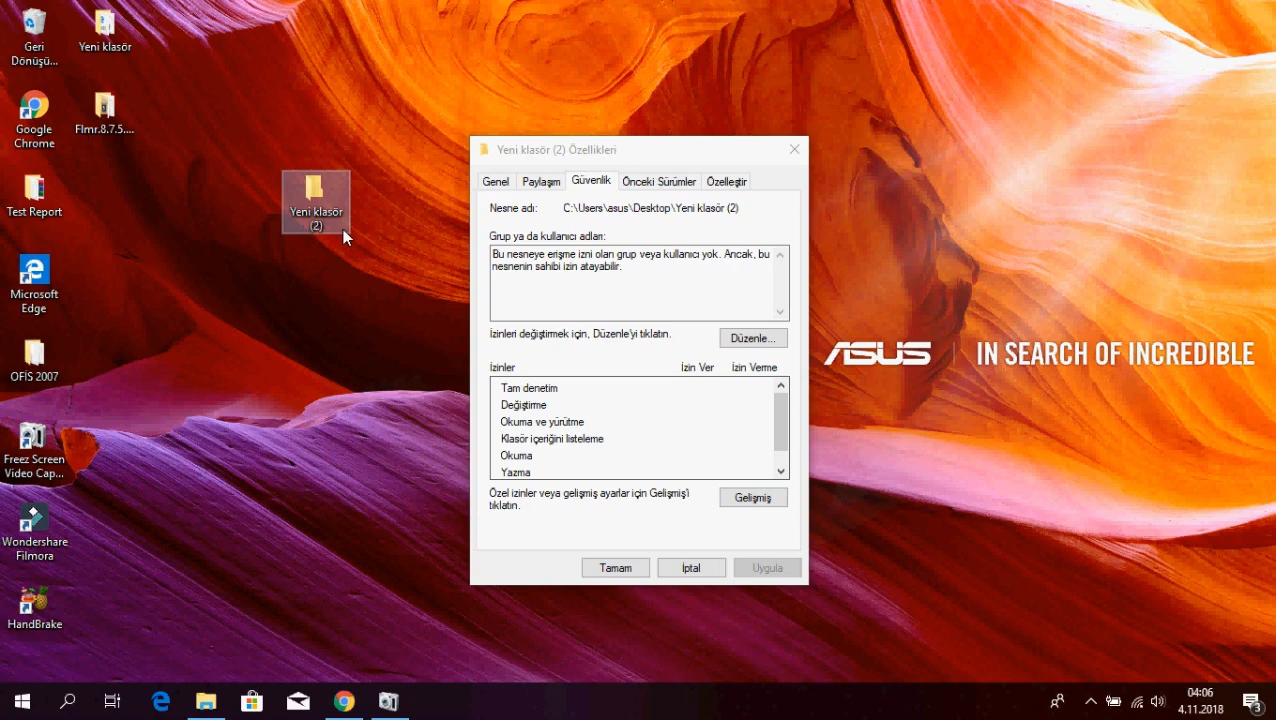 Geri
Dönüşü...
Yeni klasör
Google
Chrome
Flmr.8.7.5....
Test Report
Microsoft
Edge
OFİS 2007
Freez Screen
Video Cap...
Wondershare
Filmora
HandBrake
Yeni klasör
(2)
Yeni klasör (2) Özellikleri
Genel Paylaşım Güvenlik Önceki Sürümler Özelleştir
Nesne adı: C:\Users\asus\Desktop\Yeni klasör (2)
Grup ya da kullanıcı adları:
Bu nesneye erişme izni olan grup veya kullanıcı yok. Ancak, bu
nesnenin sahibi izin atayabilir.
İzinleri değiştirmek için, Düzenle'yi tıklatın.
Düzenle...
İzinler İzin Ver İzin Verme
Tam denetim
Değiştirme
Okuma ve yürütme
Klasör içeriğini listeleme
Okuma
Yazma
Özel izinler veya gelişmiş ayarlar için Gelişmiş'i
tıklatın.
Gelişmiş
Tamam İptal Uygula
ASUS IN SEARCH OF INCREDIBLE
04:06
4.11.2018
3